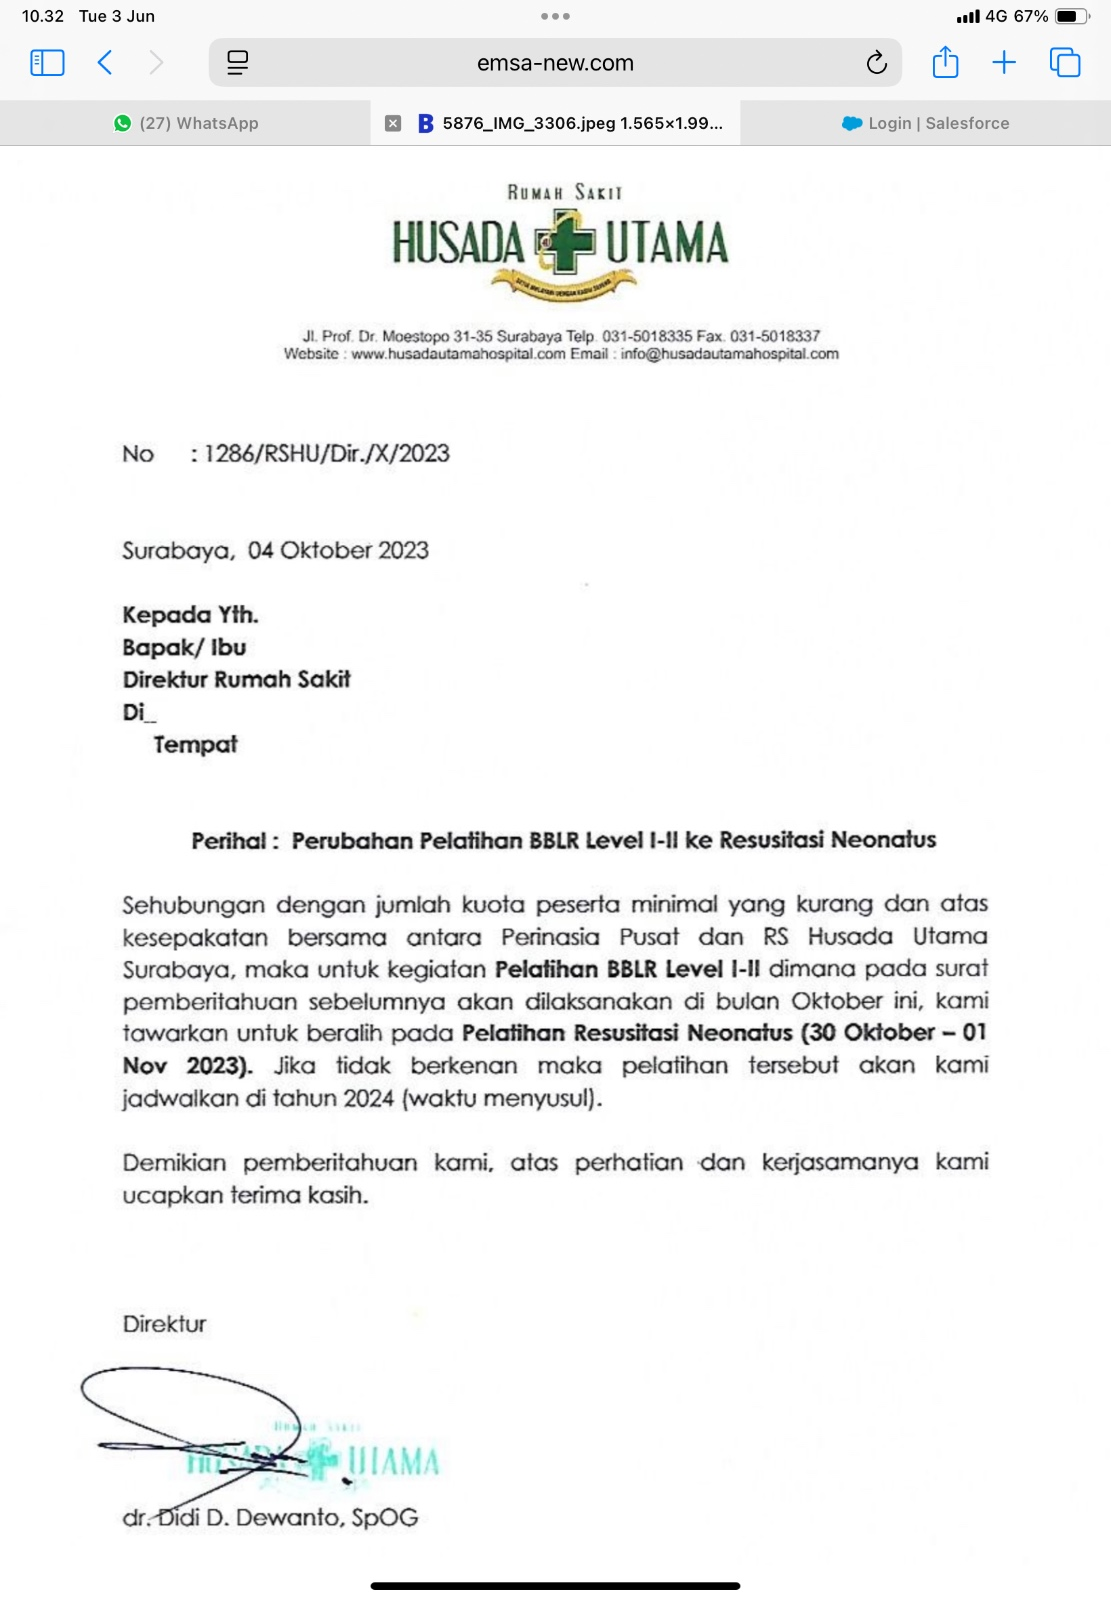 10.32 Tue 3 Jun
4G 67%
emsa-new.com
(27) WhatsApp
5876_IMG_3306.jpeg 1.565×1.99...
Login | Salesforce
RUMAH SAKIT
HUSADA UTAMA
Jl. Prof. Dr. Moestopo 31-35 Surabaya Telp. 031-5018335 Fax. 031-5018337
Website : www.husadautamahospital.com Email : info@husadautamahospital.com
No : 1286/RSHU/Dir./X/2023
Surabaya, 04 Oktober 2023
Kepada Yth.
Bapak/ Ibu
Direktur Rumah Sakit
Di_
Tempat
Perihal : Perubahan Pelatihan BBLR Level I-II ke Resusitasi Neonatus
Sehubungan dengan jumlah kuota peserta minimal yang kurang dan atas
kesepakatan bersama antara Perinasia Pusat dan RS Husada Utama
Surabaya, maka untuk kegiatan Pelatihan BBLR Level I-II dimana pada surat
pemberitahuan sebelumnya akan dilaksanakan di bulan Oktober ini, kami
tawarkan untuk beralih pada Pelatihan Resusitasi Neonatus (30 Oktober – 01
Nov 2023). Jika tidak berkenan maka pelatihan tersebut akan kami
jadwalkan di tahun 2024 (waktu menyusul).
Demikian pemberitahuan kami, atas perhatian dan kerjasamanya kami
ucapkan terima kasih.
Direktur
RUMAH SAKIT
HUSADA UTAMA
dr. Didi D. Dewanto, SpOG